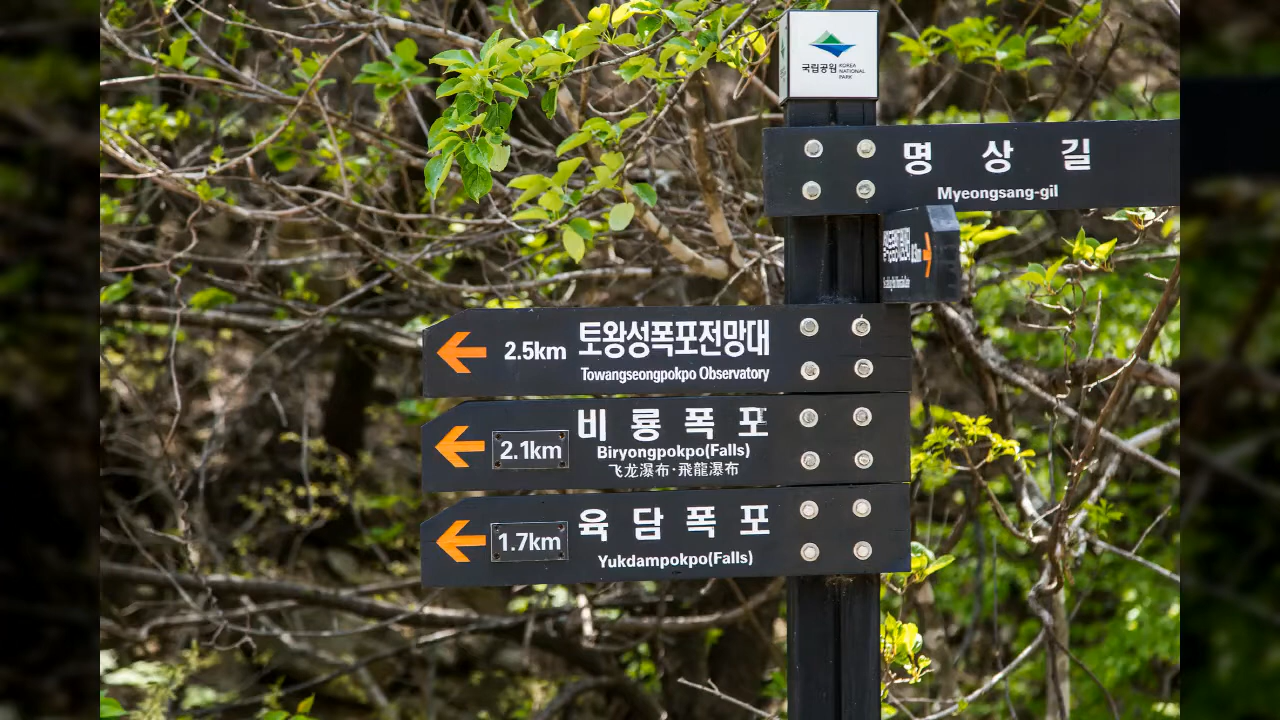 국립공원
KOREA
NATIONAL
PARK
명상길
Myeongsang-gil
2.5km 토왕성폭포전망대
Towangseongpokpo Observatory
2.1km 비룡폭포
Biryongpokpo(Falls)
飞龙瀑布·飛龍瀑布
1.7km 육담폭포
Yukdampokpo(Falls)